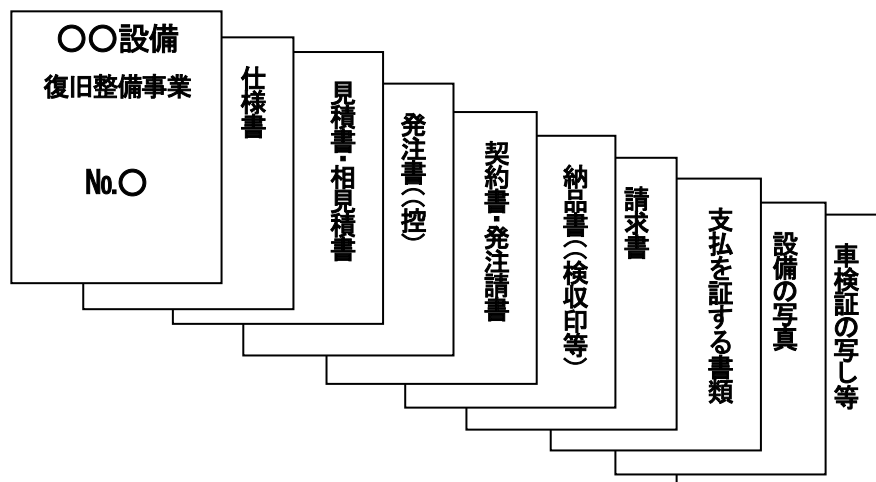 〇〇設備
復旧整備事業
№〇
仕様書
見積書・相見積書
発注書((控)
契約書・発注請書
納品書((検収印等)
請求書
支払を証する書類
設備の写真
車検証の写し等